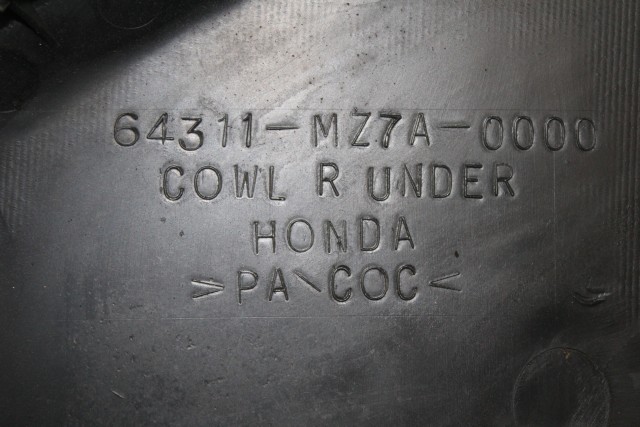 64311-MZ7A-0000
COWL R UNDER
HONDA
>PA\COC<